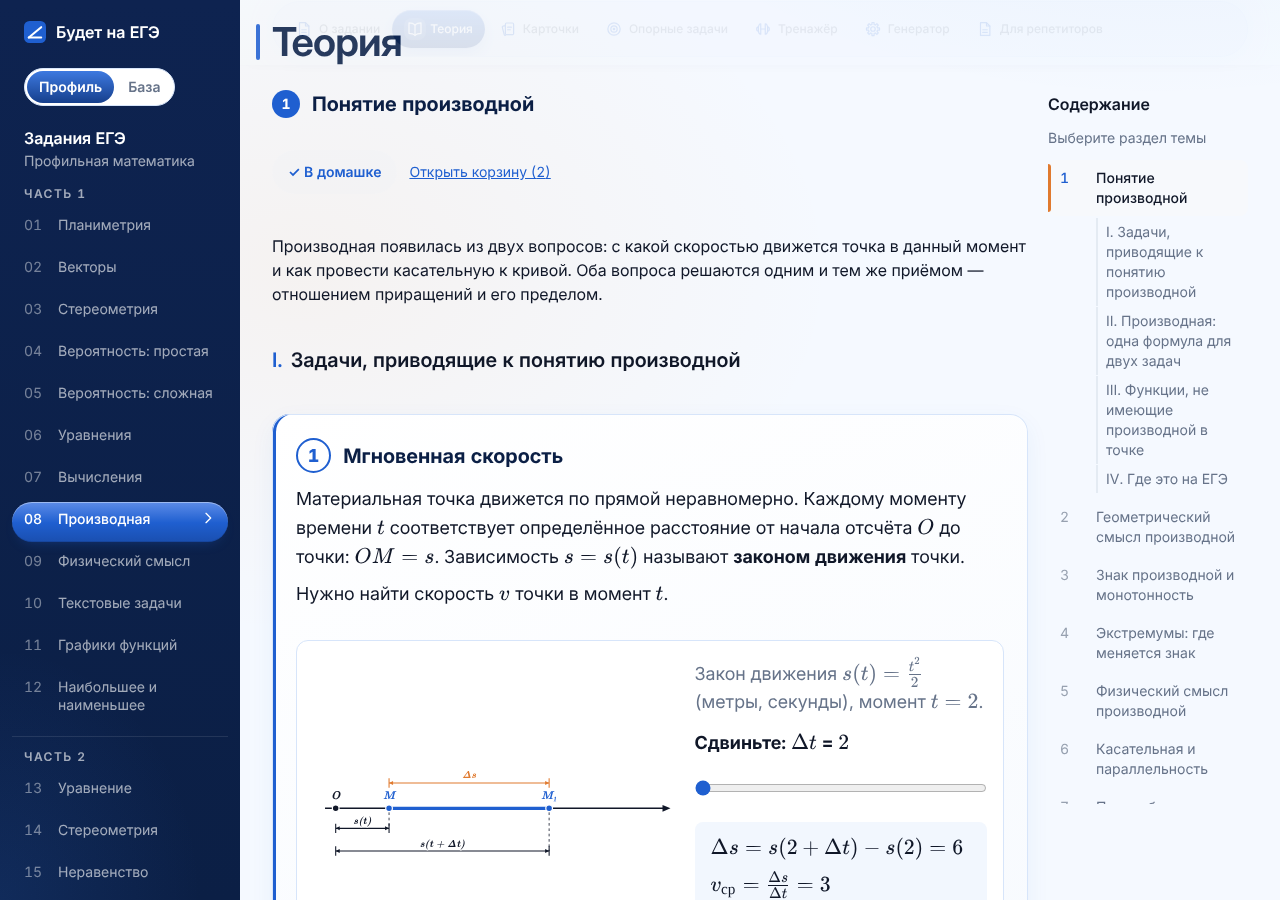 Будет на ЕГЭ
Профиль База
Задания ЕГЭ
Профильная математика
ЧАСТЬ 1
01 Планиметрия
02 Векторы
03 Стереометрия
04 Вероятность: простая
05 Вероятность: сложная
06 Уравнения
07 Вычисления
08 Производная
09 Физический смысл
10 Текстовые задачи
11 Графики функций
12 Наибольшее и
наименьшее
ЧАСТЬ 2
13 Уравнение
14 Стереометрия
15 Неравенство
О задании Теория Карточки Опорные задачи Тренажёр Генератор Для репетиторов
Теория
1 Понятие производной
✓ В домашке Открыть корзину (2)
Производная появилась из двух вопросов: с какой скоростью движется точка в данный момент
и как провести касательную к кривой. Оба вопроса решаются одним и тем же приёмом —
отношением приращений и его пределом.
I. Задачи, приводящие к понятию производной
1 Мгновенная скорость
Материальная точка движется по прямой неравномерно. Каждому моменту
времени t соответствует определённое расстояние от начала отсчёта O до
точки: OM = s. Зависимость s = s(t) называют законом движения точки.
Нужно найти скорость v точки в момент t.
Δs
O M M₁
s(t)
s(t + Δt)
Закон движения s(t) = t²/2
(метры, секунды), момент t = 2.
Сдвиньте: Δt = 2
Δs = s(2 + Δt) − s(2) = 6
vср = Δs/Δt = 3
Содержание
Выберите раздел темы
1 Понятие
производной
I. Задачи,
приводящие к
понятию
производной
II. Производная:
одна формула для
двух задач
III. Функции, не
имеющие
производной в
точке
IV. Где это на ЕГЭ
2 Геометрический
смысл производной
3 Знак производной и
монотонность
4 Экстремумы: где
меняется знак
5 Физический смысл
производной
6 Касательная и
параллельность